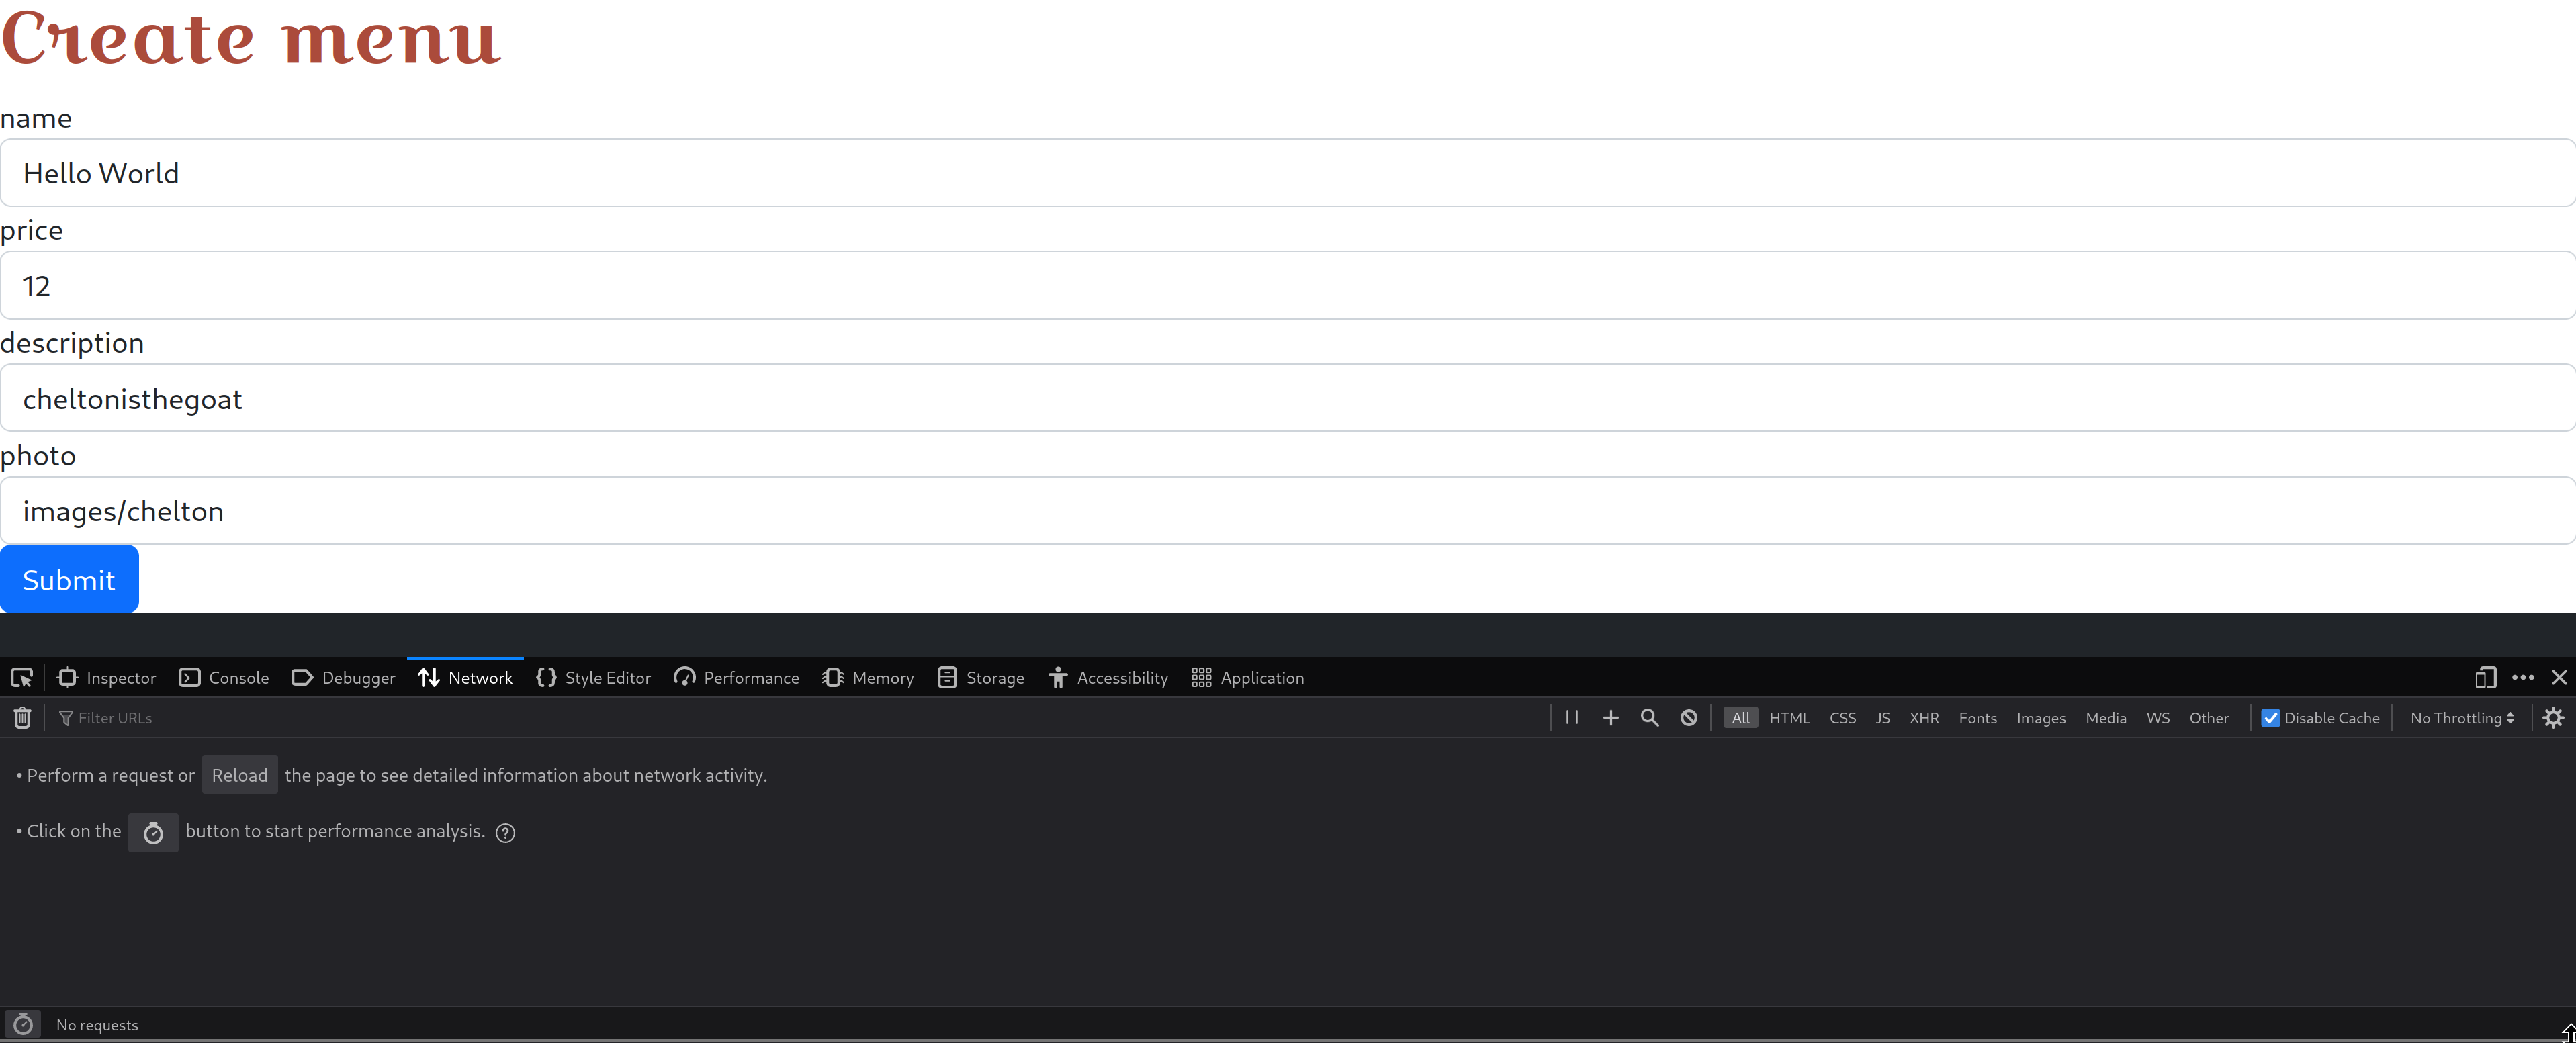 Create menu
name
Hello World
price
12
description
cheltonisthegoat
photo
images/chelton
Submit
Inspector Console Debugger Network Style Editor Performance Memory Storage Accessibility Application
Filter URLs All HTML CSS JS XHR Fonts Images Media WS Other Disable Cache No Throttling
• Perform a request or Reload the page to see detailed information about network activity.
• Click on the button to start performance analysis. ?
No requests